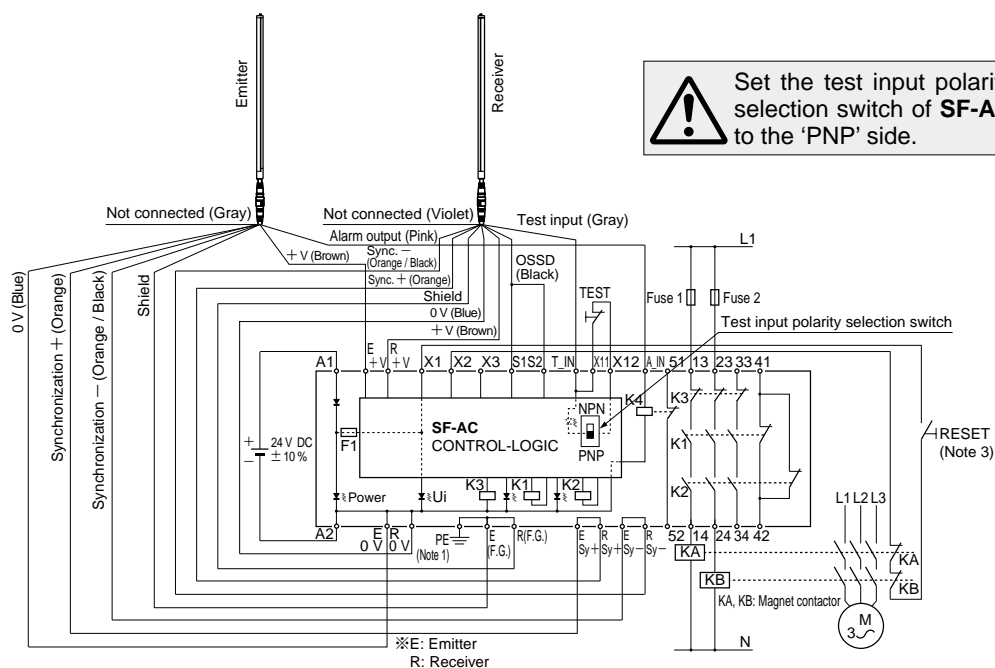 Emitter
Receiver
Set the test input polarity
selection switch of SF-A
to the ‘PNP’ side.
Not connected (Gray)
Not connected (Violet)
Test input (Gray)
Alarm output (Pink)
L1
+V (Brown)
Sync. −
(Orange / Black)
Sync. + (Orange)
OSSD
(Black)
Shield
0 V (Blue)
+V (Brown)
TEST
Fuse 1
Fuse 2
Test input polarity selection switch
0 V (Blue)
Synchronization + (Orange)
Synchronization − (Orange / Black)
Shield
A1
E
+V
R
+V
X1
X2
X3
S1
S2
T_IN
X11
X12
A_IN
51
13
23
33
41
K4
K3
NPN
PNP
SF-AC
CONTROL-LOGIC
F1
+
−
24 V DC
± 10 %
K1
K2
RESET
(Note 3)
Power
Ui
K3
K1
K2
L1
L2
L3
A2
E
0 V
R
0 V
PE
(Note 1)
E
(F.G.)
R(F.G.)
E
Sy+
R
Sy+
E
Sy−
R
Sy−
52
14
24
34
42
KA
KB
KA
KB
KA, KB: Magnet contactor
M
3
N
※E: Emitter
R: Receiver